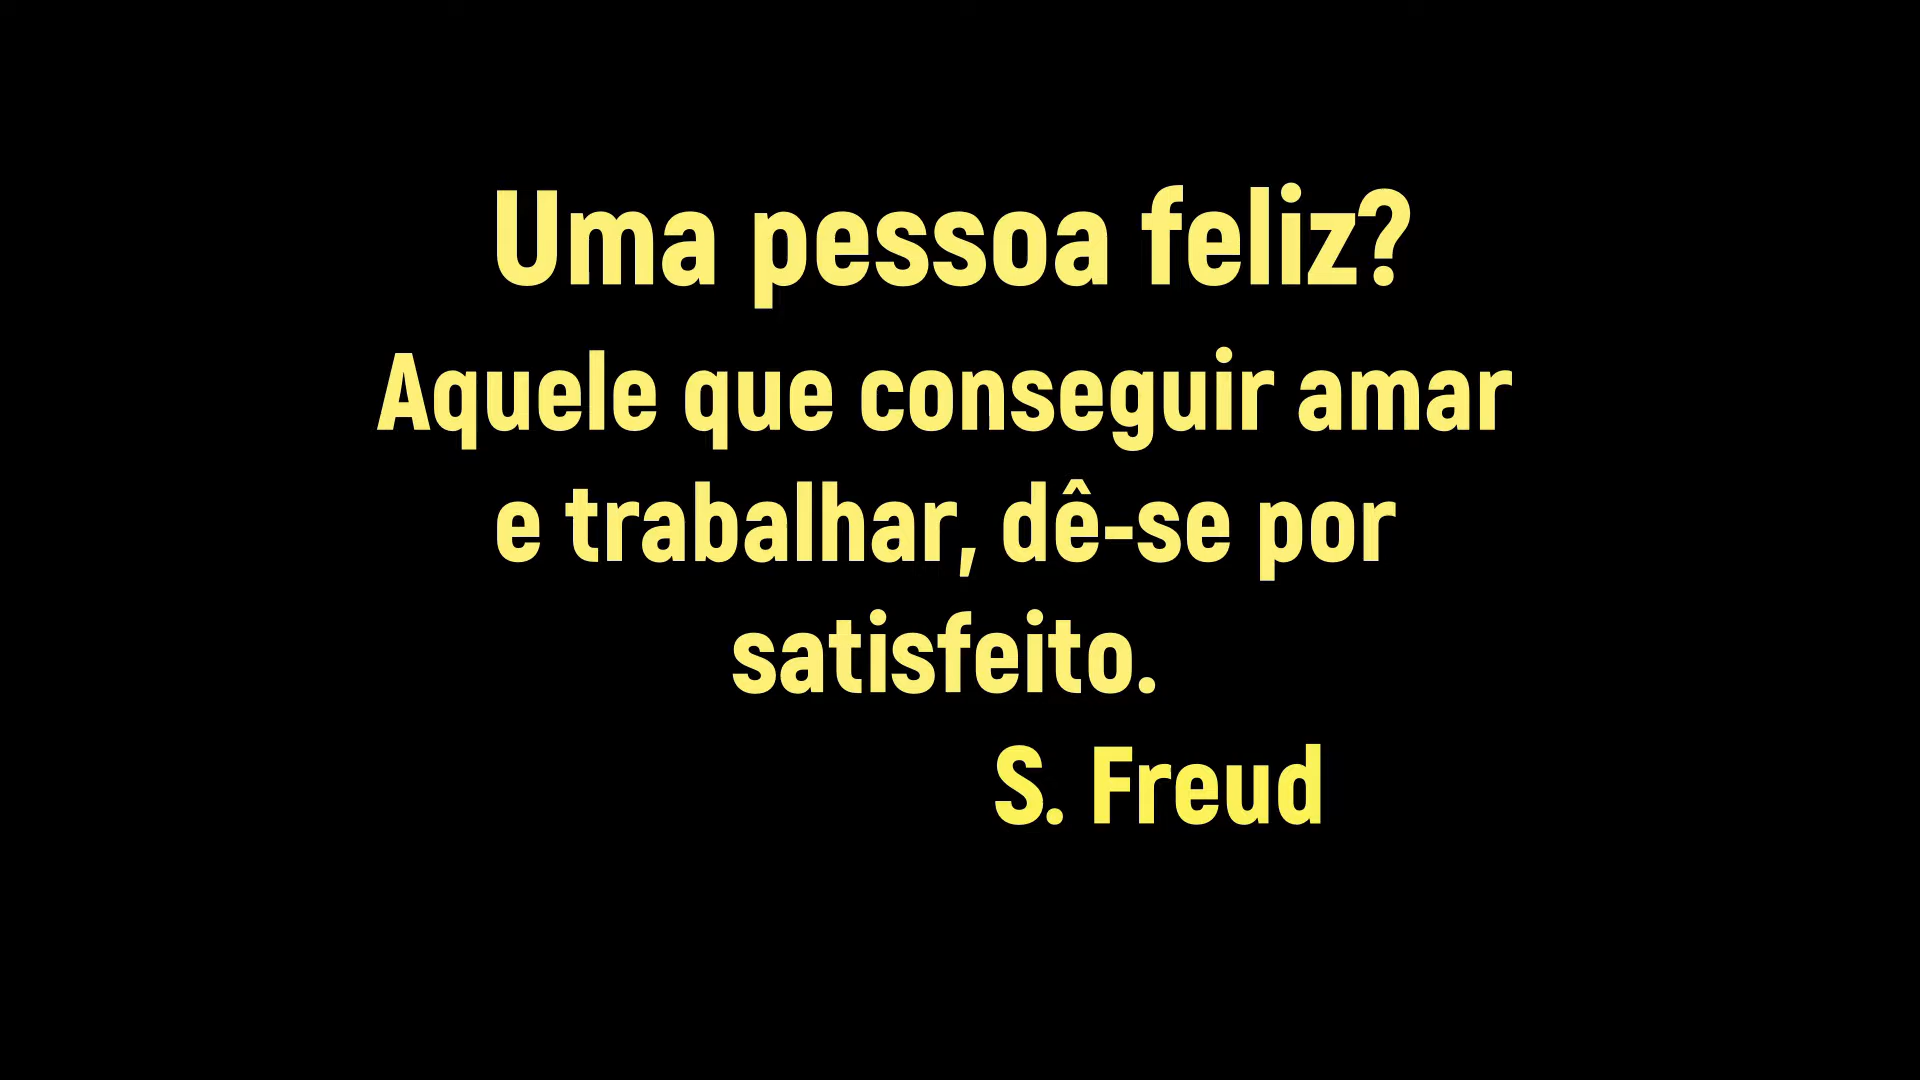 Uma pessoa feliz?
Aquele que conseguir amar
e trabalhar, dê-se por
satisfeito.
S. Freud